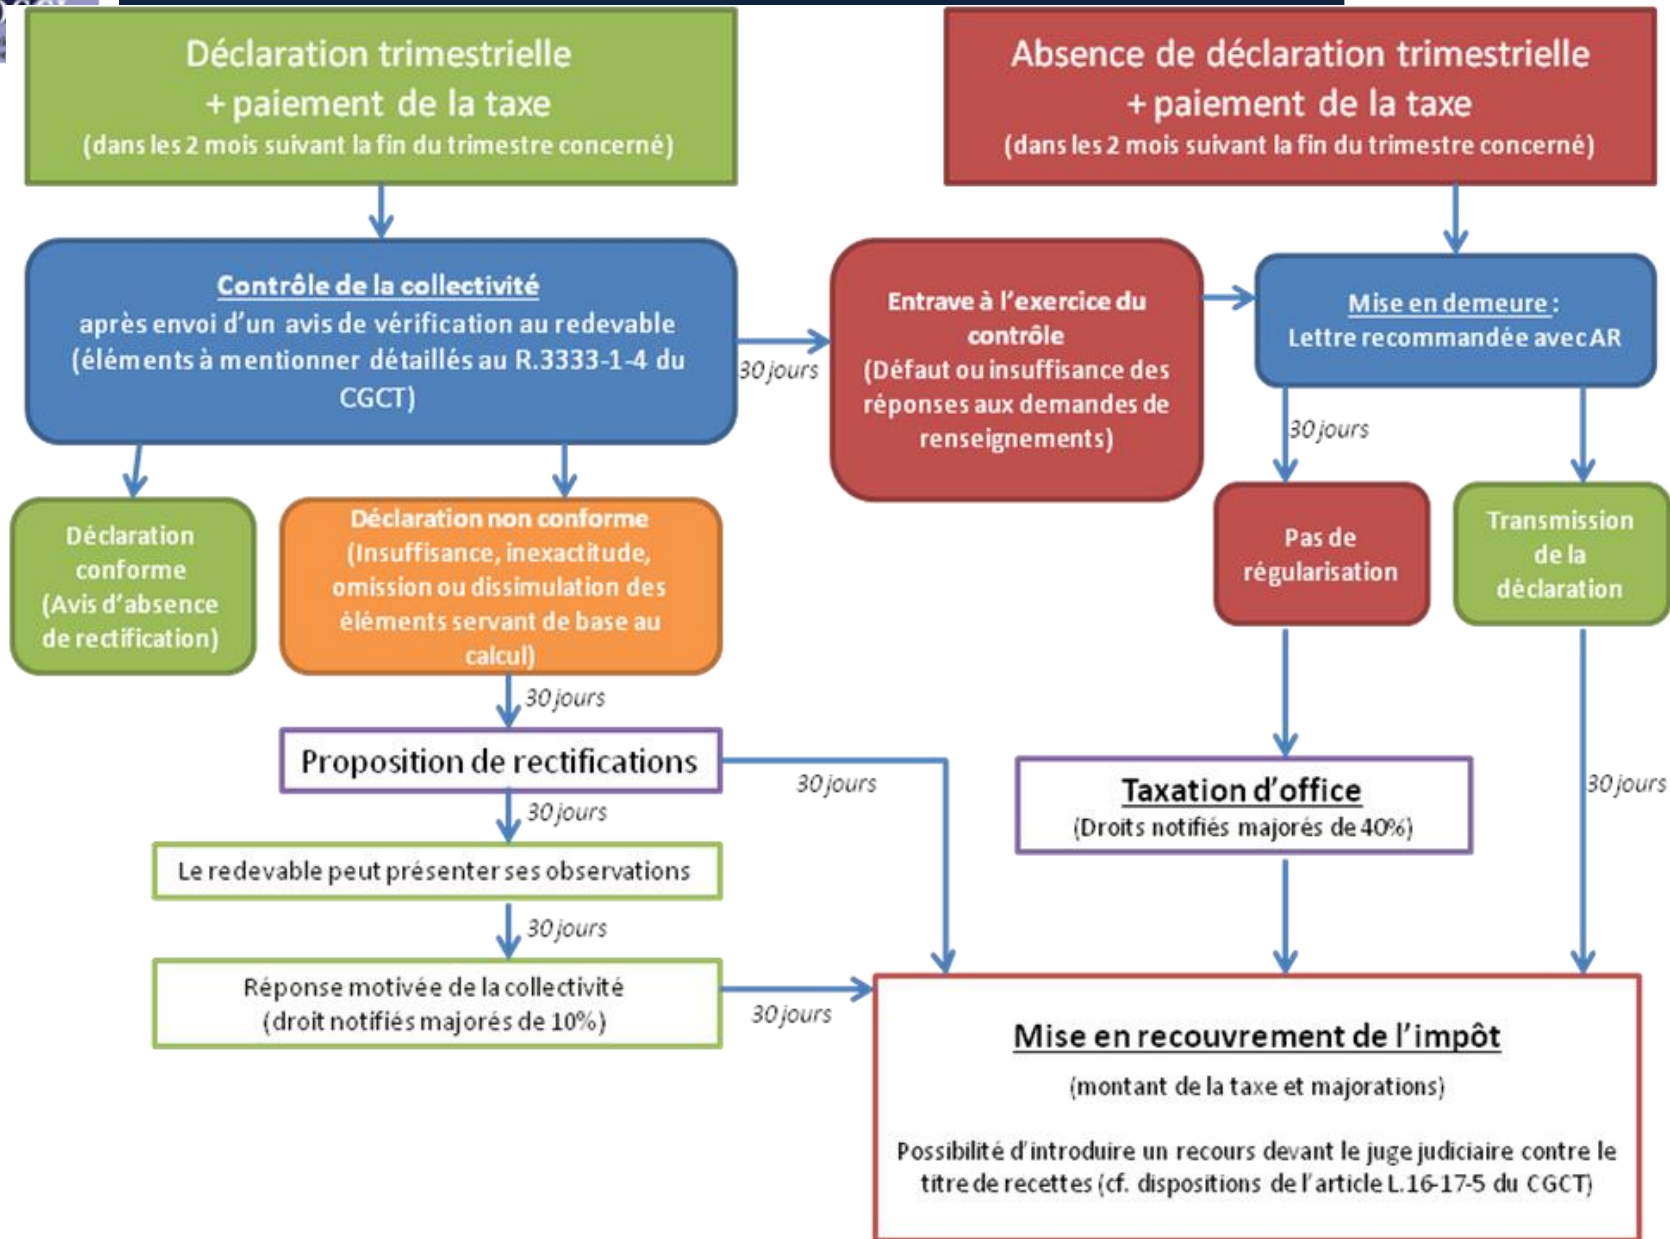 Déclaration trimestrielle
+ paiement de la taxe
(dans les 2 mois suivant la fin du trimestre concerné)
Absence de déclaration trimestrielle
+ paiement de la taxe
(dans les 2 mois suivant la fin du trimestre concerné)
Contrôle de la collectivité
après envoi d'un avis de vérification au redevable
(éléments à mentionner détaillés au R.3333-1-4 du
CGCT)
30 jours
Entrave à l'exercice du
contrôle
(Défaut ou insuffisance des
réponses aux demandes de
renseignements)
Mise en demeure :
Lettre recommandée avec AR
30 jours
Déclaration
conforme
(Avis d'absence
de rectification)
Déclaration non conforme
(Insuffisance, inexactitude,
omission ou dissimulation des
éléments servant de base au
calcul)
Pas de
régularisation
Transmission
de la
déclaration
30 jours
Proposition de rectifications
30 jours
30 jours
Taxation d'office
(Droits notifiés majorés de 40%)
30 jours
Le redevable peut présenter ses observations
30 jours
Réponse motivée de la collectivité
(droit notifiés majorés de 10%)
30 jours
Mise en recouvrement de l'impôt
(montant de la taxe et majorations)
Possibilité d'introduire un recours devant le juge judiciaire contre le
titre de recettes (cf. dispositions de l'article L.16-17-5 du CGCT)